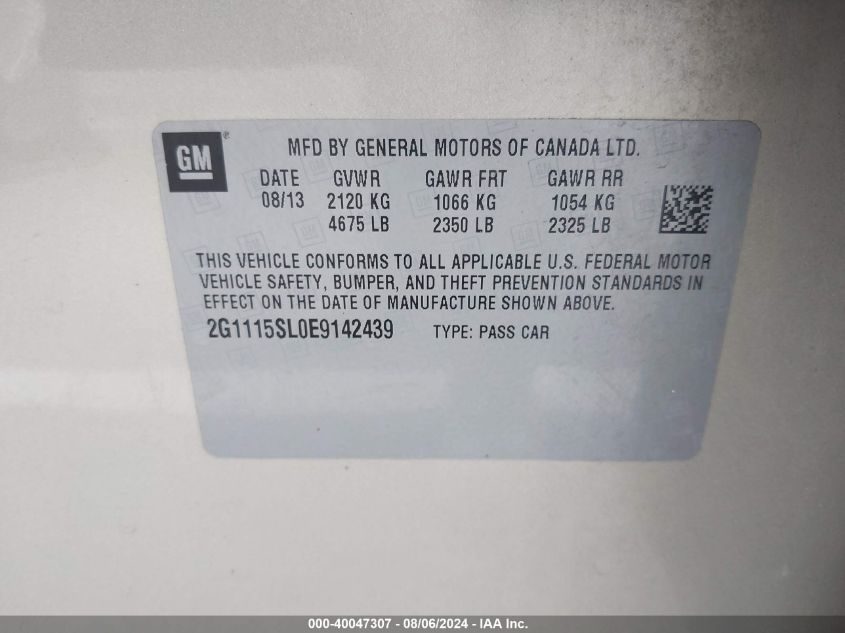 GM®
MFD BY GENERAL MOTORS OF CANADA LTD.
DATE GVWR GAWR FRT GAWR RR
08/13 2120 KG 1066 KG 1054 KG
4675 LB 2350 LB 2325 LB
THIS VEHICLE CONFORMS TO ALL APPLICABLE U.S. FEDERAL MOTOR
VEHICLE SAFETY, BUMPER, AND THEFT PREVENTION STANDARDS IN
EFFECT ON THE DATE OF MANUFACTURE SHOWN ABOVE.
2G1115SL0E9142439 TYPE: PASS CAR
000-40047307 - 08/06/2024 - IAA Inc.